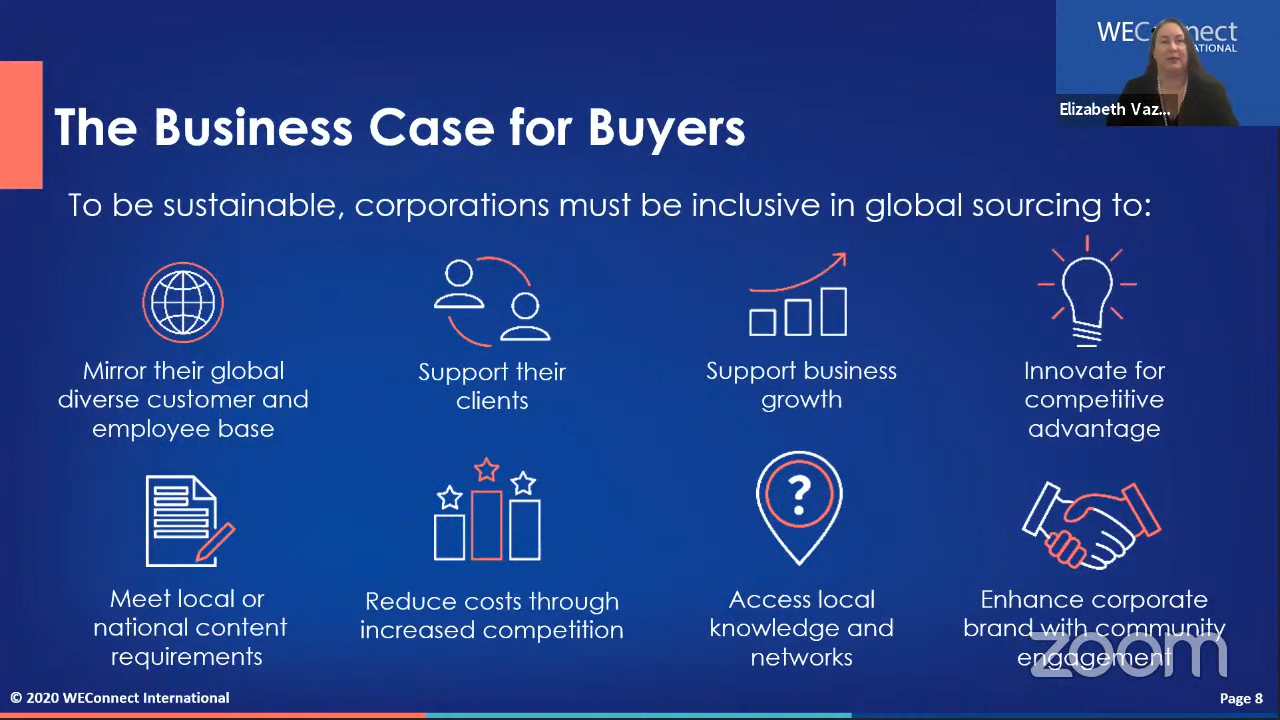 WEConnect
NATIONAL
Elizabeth Vaz...
The Business Case for Buyers
To be sustainable, corporations must be inclusive in global sourcing to:
Mirror their global
diverse customer and
employee base
Support their
clients
Support business
growth
Innovate for
competitive
advantage
?
Meet local or
national content
requirements
Reduce costs through
increased competition
Access local
knowledge and
networks
Enhance corporate
brand with community
engagement
zoom
© 2020 WEConnect International
Page 8